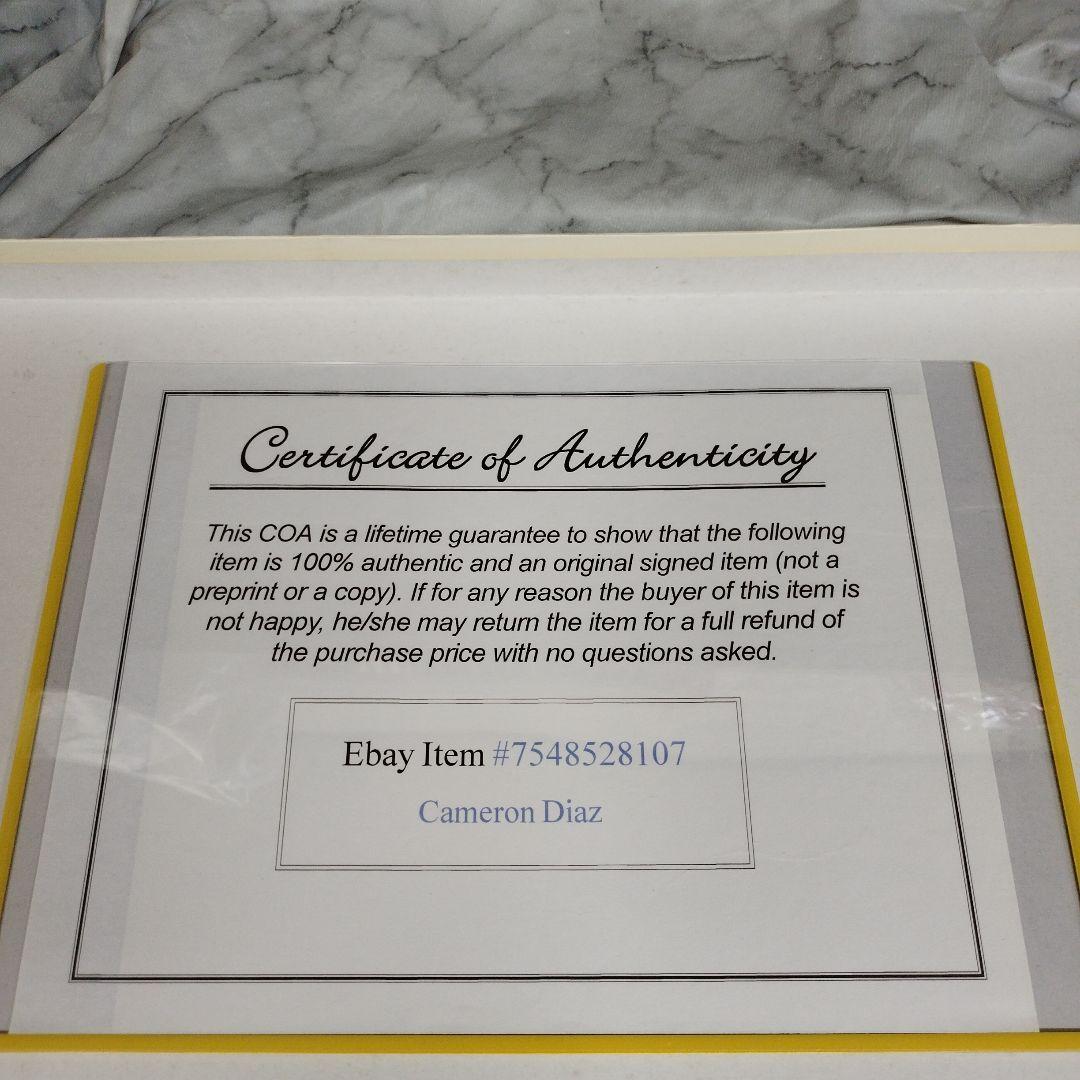 Certificate of Authenticity
This COA is a lifetime guarantee to show that the following
item is 100% authentic and an original signed item (not a
preprint or a copy). If for any reason the buyer of this item is
not happy, he/she may return the item for a full refund of
the purchase price with no questions asked.
Ebay Item #7548528107
Cameron Diaz